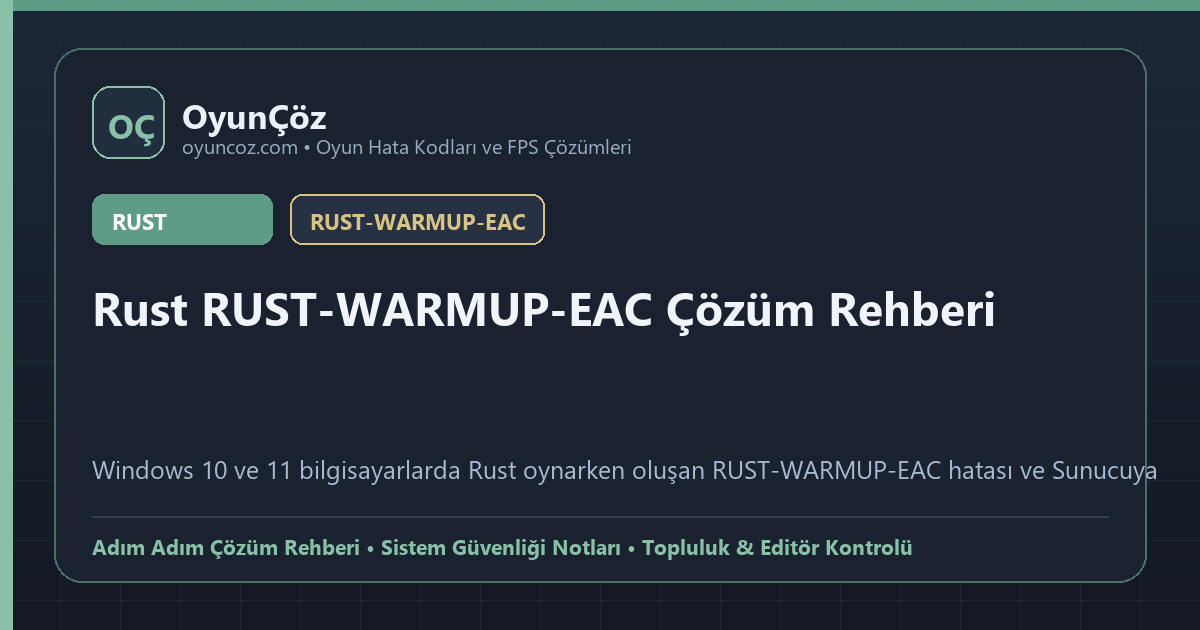 OÇ
OyunÇöz
oyuncoz.com • Oyun Hata Kodları ve FPS Çözümleri
RUST
RUST-WARMUP-EAC
Rust RUST-WARMUP-EAC Çözüm Rehberi
Windows 10 ve 11 bilgisayarlarda Rust oynarken oluşan RUST-WARMUP-EAC hatası ve Sunucuya
Adım Adım Çözüm Rehberi • Sistem Güvenliği Notları • Topluluk & Editör Kontrolü